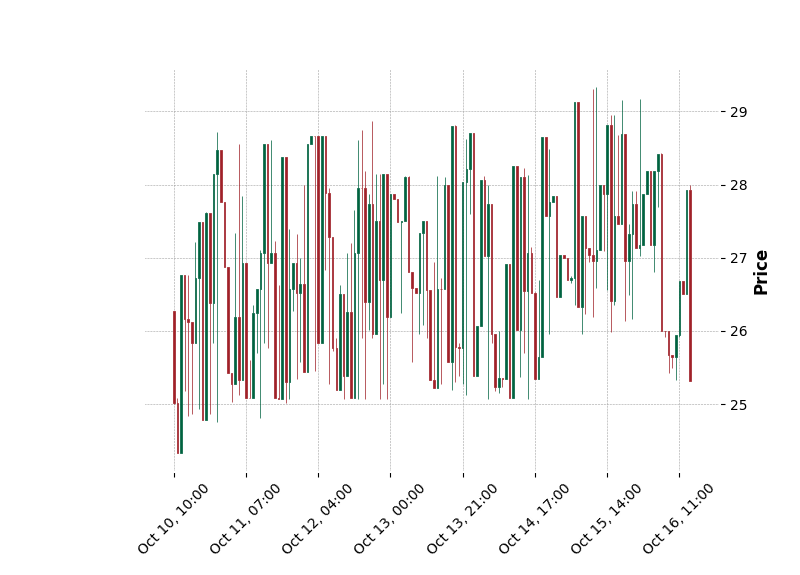 29
28
27
26
25
Price
Oct 10, 10:00
Oct 11, 07:00
Oct 12, 04:00
Oct 13, 00:00
Oct 13, 21:00
Oct 14, 17:00
Oct 15, 14:00
Oct 16, 11:00